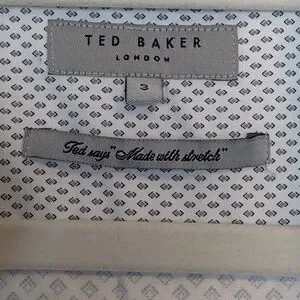 TED BAKER
LONDON
3
Ted says "Made with stretch"